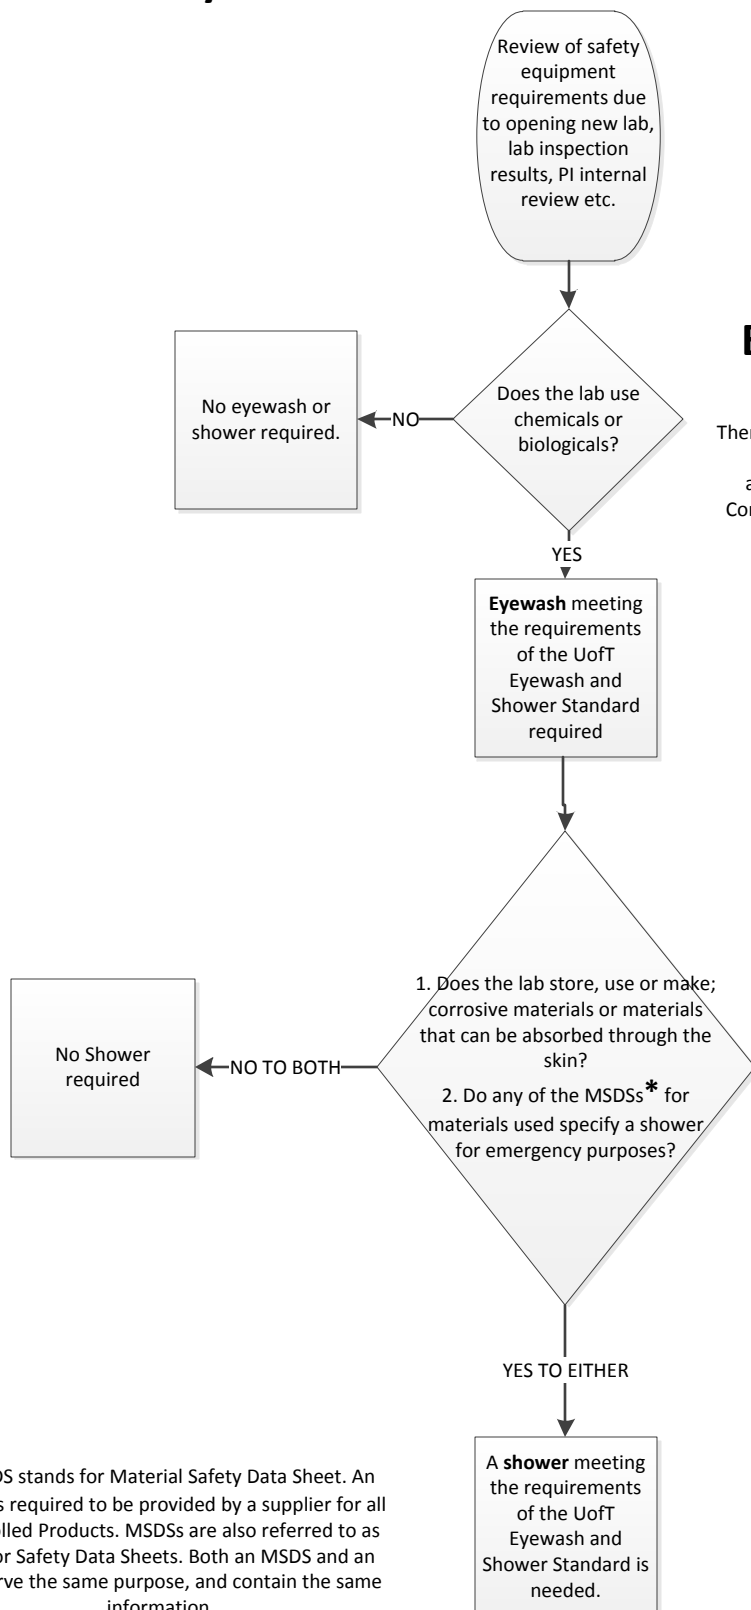 Review of safety
equipment
requirements due
to opening new lab,
lab inspection
results, PI internal
review etc.
Does the lab use
chemicals or
biologicals?
NO
No eyewash or
shower required.
YES
Eyewash meeting
the requirements
of the UofT
Eyewash and
Shower Standard
required
1. Does the lab store, use or make;
corrosive materials or materials
that can be absorbed through the
skin?
2. Do any of the MSDSs* for
materials used specify a shower
for emergency purposes?
NO TO BOTH
No Shower
required
YES TO EITHER
A shower meeting
the requirements
of the UofT
Eyewash and
Shower Standard is
needed.
stands for Material Safety Data Sheet. An
required to be provided by a supplier for all
Products. MSDSs are also referred to as
or Safety Data Sheets. Both an MSDS and an
the same purpose, and contain the same
information